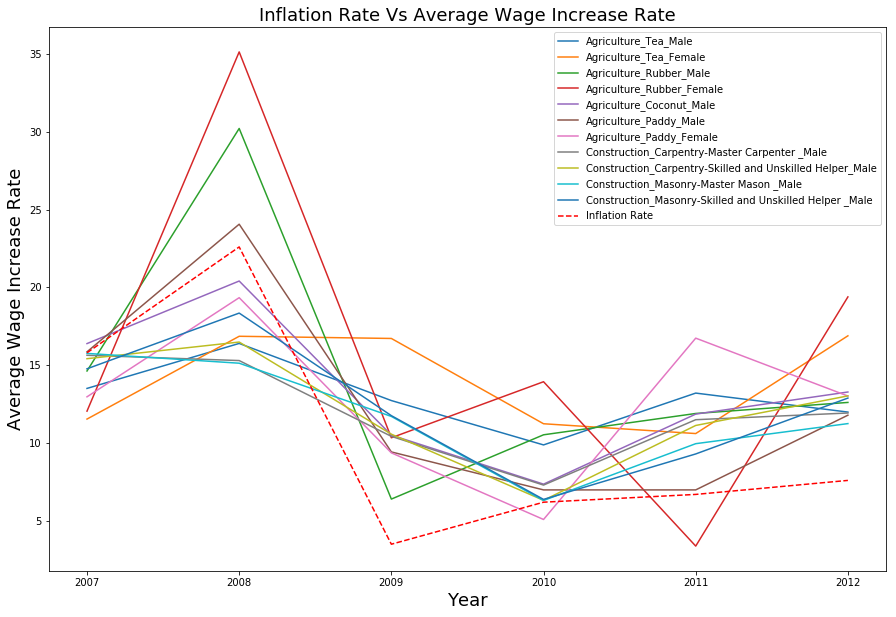 Inflation Rate Vs Average Wage Increase Rate
Agriculture_Tea_Male
Agriculture_Tea_Female
Agriculture_Rubber_Male
Agriculture_Rubber_Female
Agriculture_Coconut_Male
Agriculture_Paddy_Male
Agriculture_Paddy_Female
Construction_Carpentry-Master Carpenter _Male
Construction_Carpentry-Skilled and Unskilled Helper_Male
Construction_Masonry-Master Mason _Male
Construction_Masonry-Skilled and Unskilled Helper _Male
Inflation Rate
Average Wage Increase Rate
35
30
25
20
15
10
5
2007 2008 2009 2010 2011 2012
Year